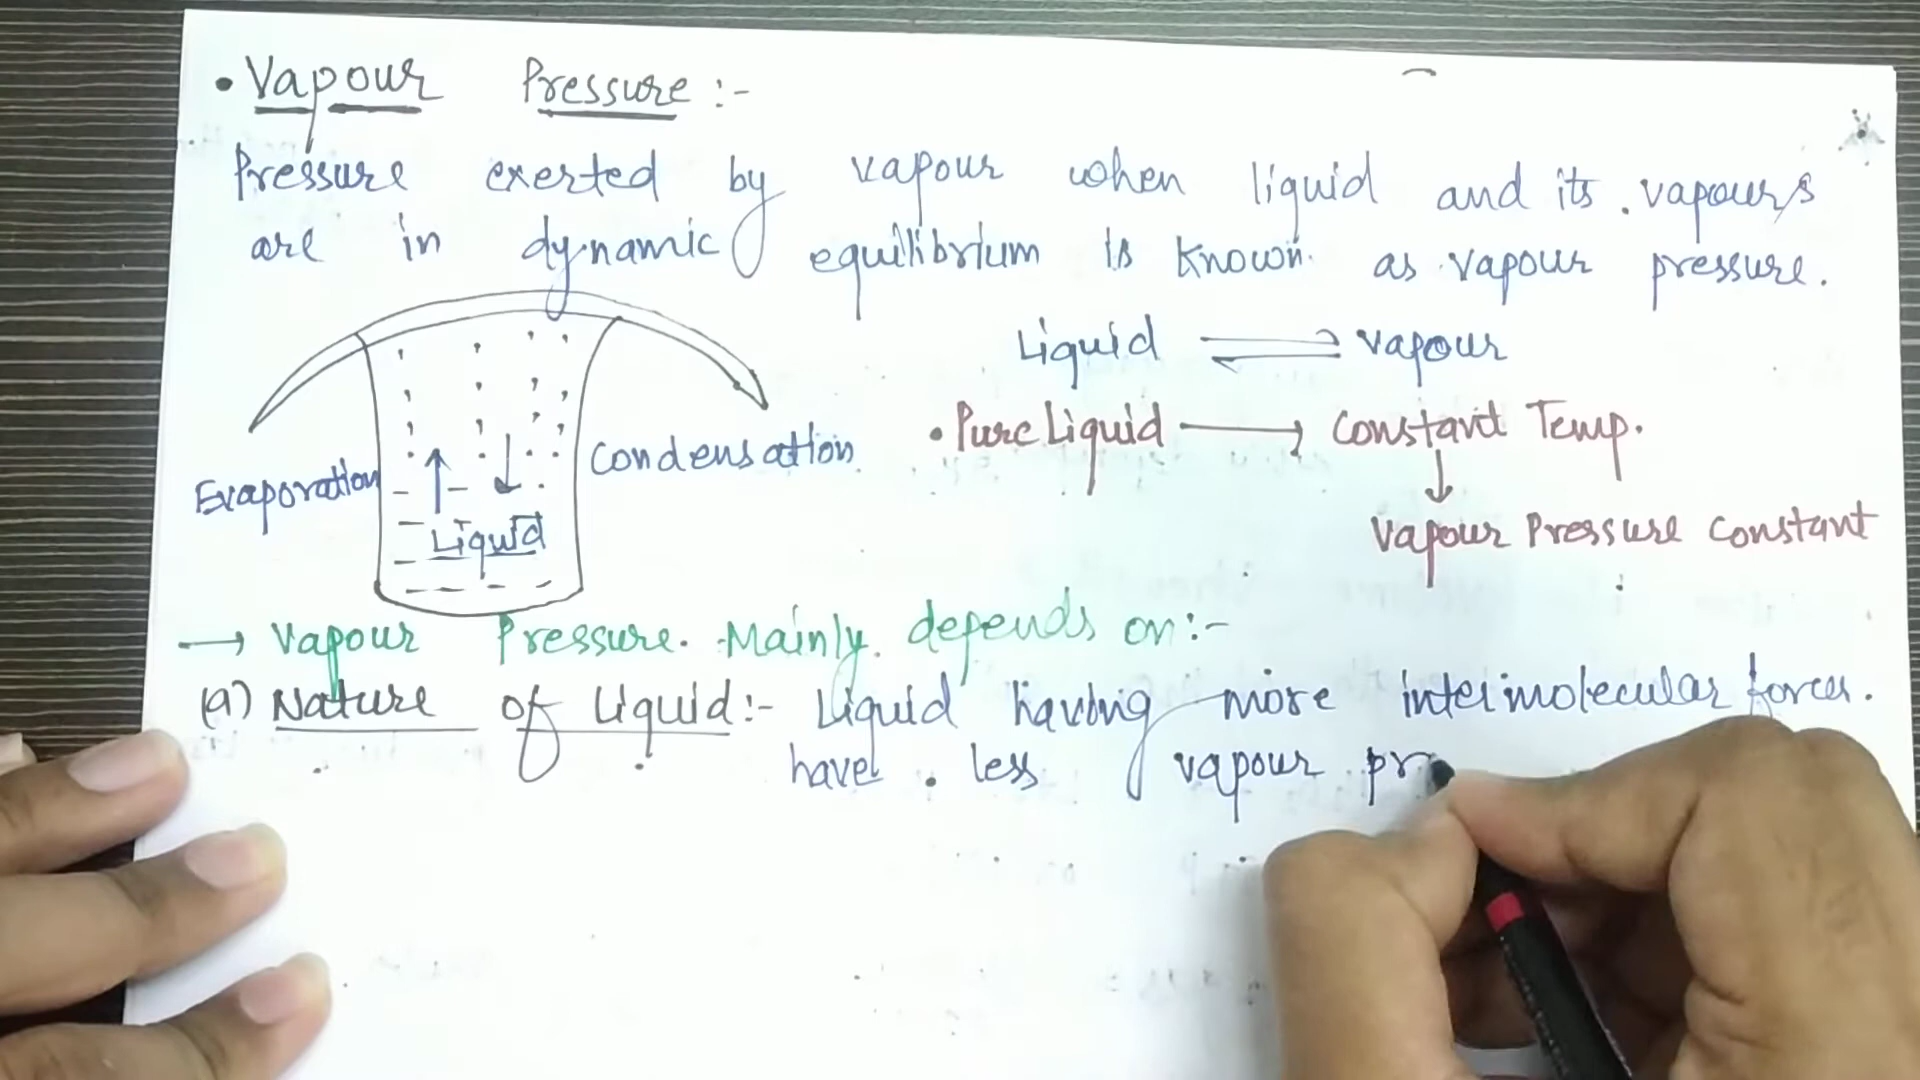 • Vapour Pressure :-
Pressure exerted by vapour when liquid and its vapours
are in dynamic equilibrium is known as vapour pressure.
Liquid ⇌ vapour
• Pure Liquid → Constant Temp.
↓
Vapour Pressure Constant
Evaporation
Condensation
Liquid
→ Vapour Pressure Mainly depends on:-
(a) Nature of Liquid:- Liquid having more intermolecular forces.
have less vapour pr